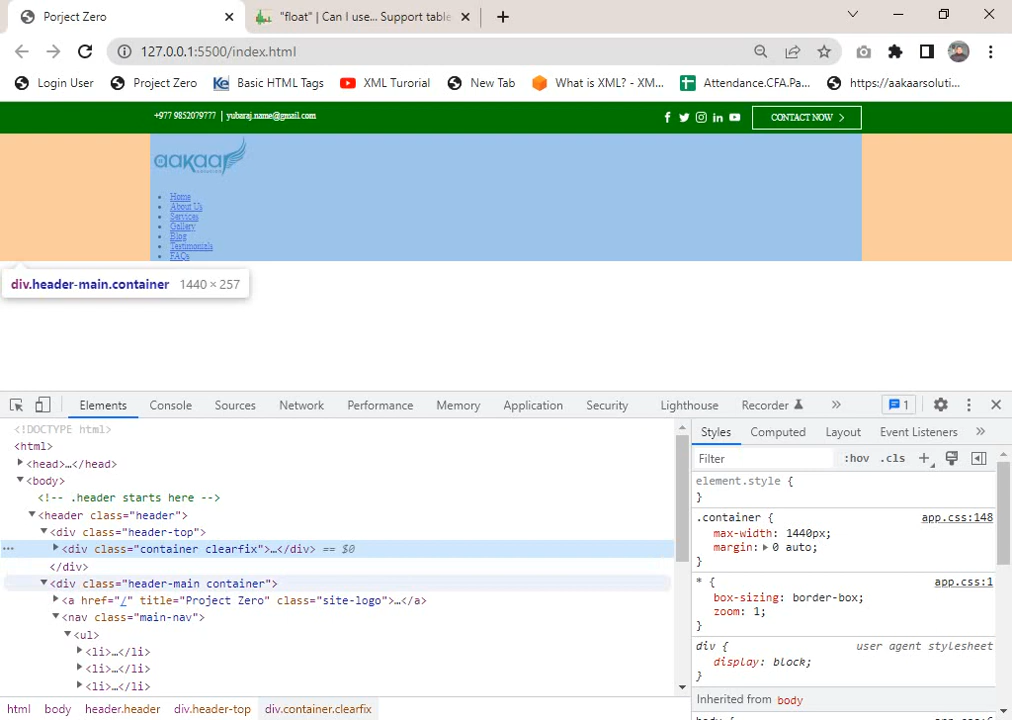 Porject Zero
"float" | Can I use... Support table
127.0.0.1:5500/index.html
Login User
Project Zero
Ke Basic HTML Tags
XML Turorial
New Tab
What is XML? - XM...
Attendance.CFA.Pa...
https://aakaarsoluti...
+977 9852079777 | yubaraj.name@gmail.com
CONTACT NOW
aakaar
Home
About Us
Services
Gallery
Blog
Testimonials
FAQs
div.header-main.container 1440 × 257
Elements Console Sources Network Performance Memory Application Security Lighthouse Recorder » 1
<!DOCTYPE html>
<html>
<head>…</head>
<body>
<!-- .header starts here -->
<header class="header">
<div class="header-top">
<div class="container clearfix">…</div> == $0
</div>
<div class="header-main container">
<a href="/" title="Project Zero" class="site-logo">…</a>
<nav class="main-nav">
<ul>
<li>…</li>
<li>…</li>
<li>…</li>
html body header.header div.header-top div.container.clearfix
Styles Computed Layout Event Listeners »
Filter :hov .cls +
element.style {
}
.container { app.css:148
max-width: 1440px;
margin: 0 auto;
}
* { app.css:1
box-sizing: border-box;
zoom: 1;
}
div { user agent stylesheet
display: block;
}
Inherited from body